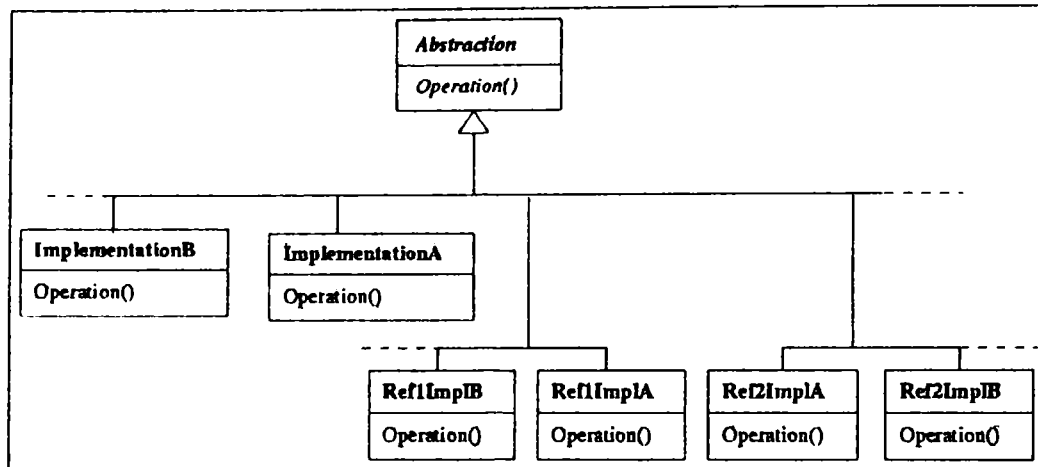 Abstraction
Operation()
ImplementationB
Operation()
ImplementationA
Operation()
Ref1ImplB
Operation()
Ref1ImplA
Operation()
Ref2ImplA
Operation()
Ref2ImplB
Operation()